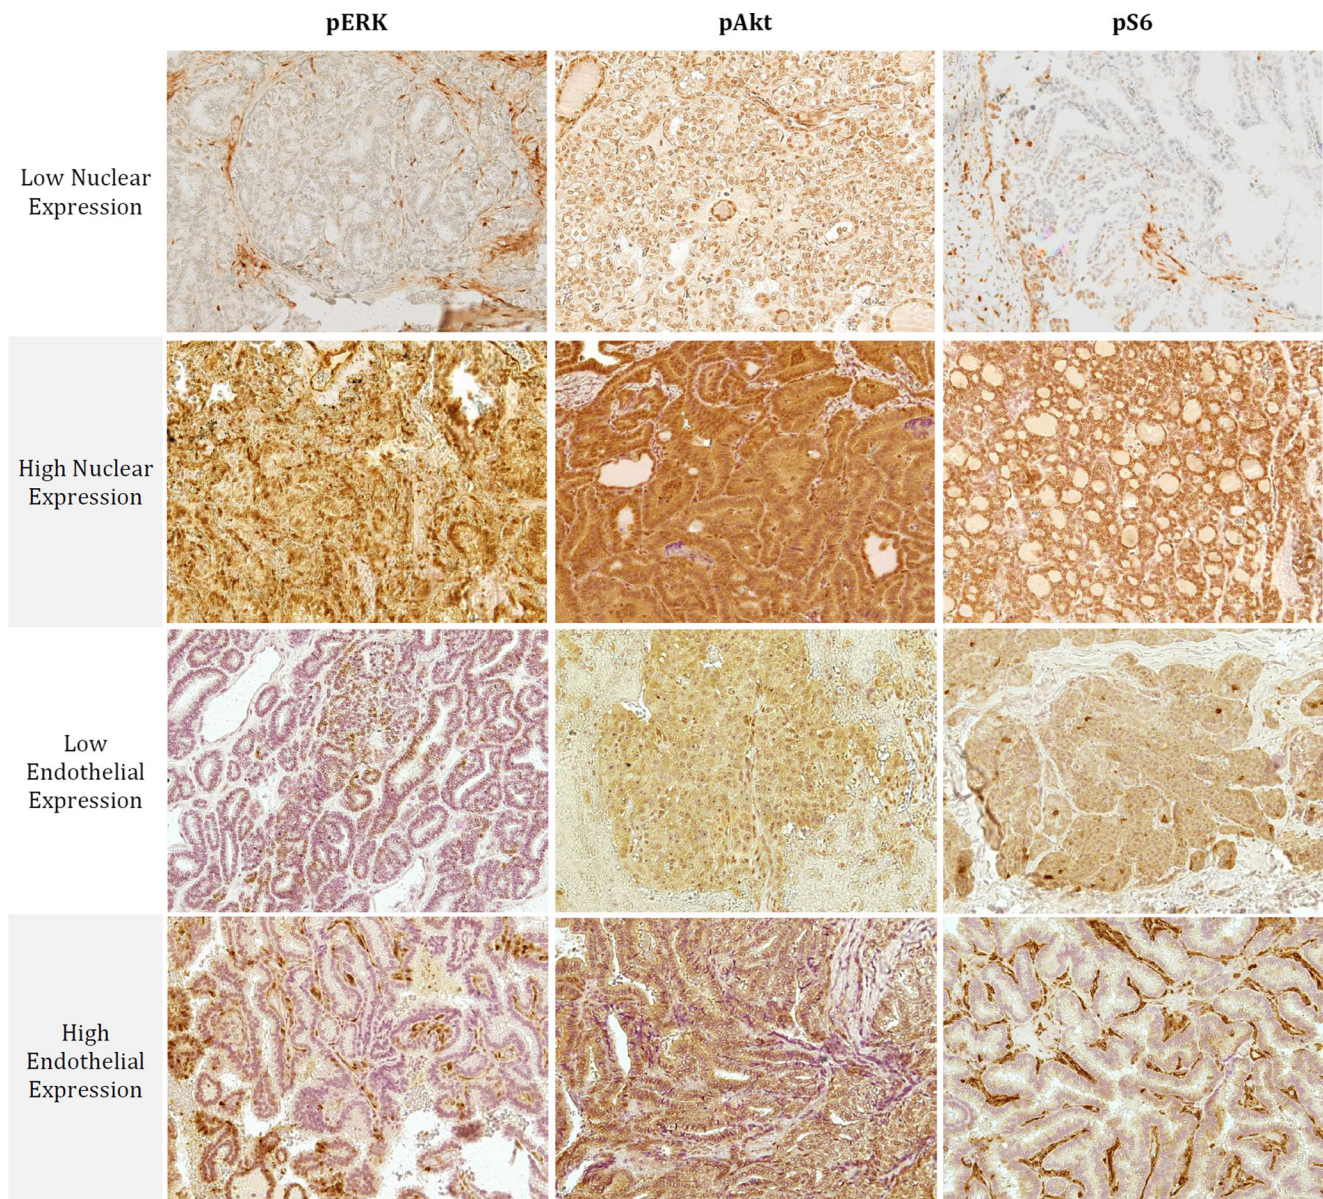 pERK
pAkt
pS6
Low Nuclear
Expression
High Nuclear
Expression
Low
Endothelial
Expression
High
Endothelial
Expression